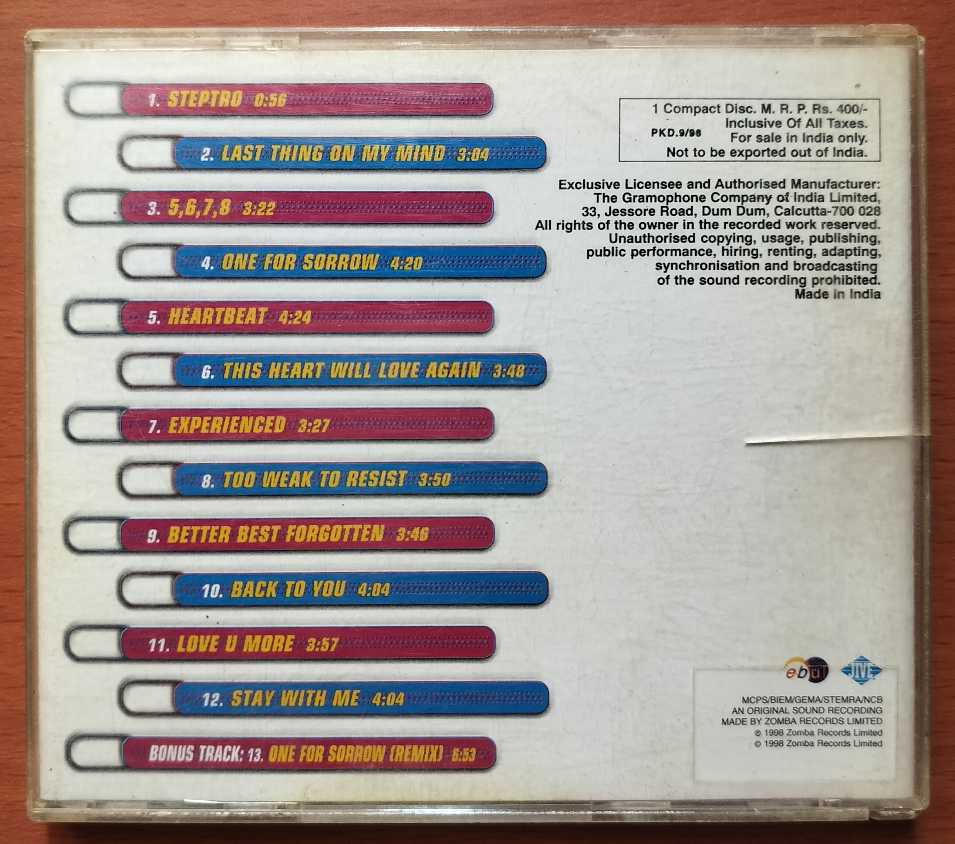 1. STEPTRO 0:56
2. LAST THING ON MY MIND 3:04
3. 5,6,7,8 3:22
4. ONE FOR SORROW 4:20
5. HEARTBEAT 4:24
6. THIS HEART WILL LOVE AGAIN 3:48
7. EXPERIENCED 3:27
8. TOO WEAK TO RESIST 3:50
9. BETTER BEST FORGOTTEN 3:46
10. BACK TO YOU 4:04
11. LOVE U MORE 3:57
12. STAY WITH ME 4:04
BONUS TRACK: 13. ONE FOR SORROW (REMIX) 6:53
1 Compact Disc. M. R. P. Rs. 400/-
Inclusive Of All Taxes.
PKD.9/98 For sale in India only.
Not to be exported out of India.
Exclusive Licensee and Authorised Manufacturer:
The Gramophone Company of India Limited,
33, Jessore Road, Dum Dum, Calcutta-700 028
All rights of the owner in the recorded work reserved.
Unauthorised copying, usage, publishing,
public performance, hiring, renting, adapting,
synchronisation and broadcasting
of the sound recording prohibited.
Made in India
ebul JIVE
MCPS/BIEM/GEMA/STEMRA/NCB
AN ORIGINAL SOUND RECORDING
MADE BY ZOMBA RECORDS LIMITED
℗ 1998 Zomba Records Limited
© 1998 Zomba Records Limited